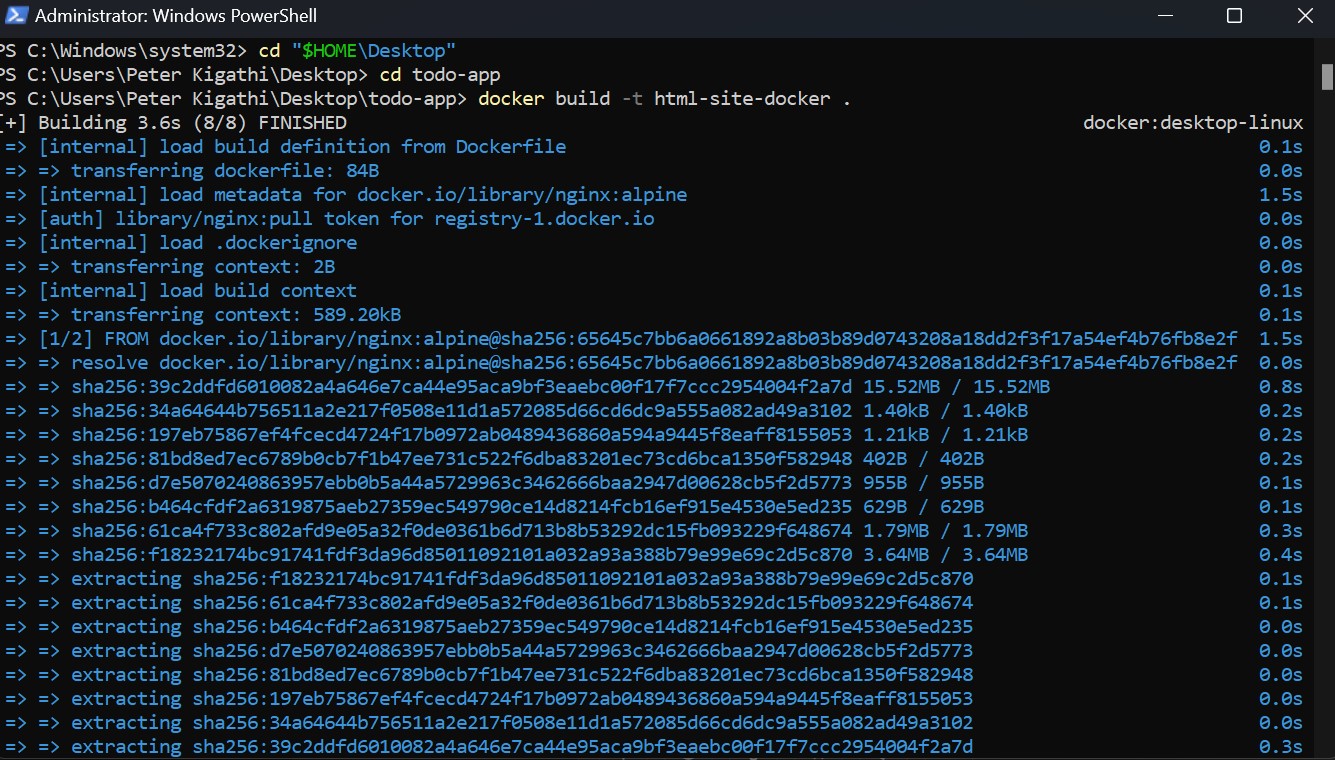 Administrator: Windows PowerShell
PS C:\Windows\system32> cd "$HOME\Desktop"
PS C:\Users\Peter Kigathi\Desktop> cd todo-app
PS C:\Users\Peter Kigathi\Desktop\todo-app> docker build -t html-site-docker .
[+] Building 3.6s (8/8) FINISHED docker:desktop-linux
=> [internal] load build definition from Dockerfile 0.1s
=> => transferring dockerfile: 84B 0.0s
=> [internal] load metadata for docker.io/library/nginx:alpine 1.5s
=> [auth] library/nginx:pull token for registry-1.docker.io 0.0s
=> [internal] load .dockerignore 0.0s
=> => transferring context: 2B 0.0s
=> [internal] load build context 0.1s
=> => transferring context: 589.20kB 0.1s
=> [1/2] FROM docker.io/library/nginx:alpine@sha256:65645c7bb6a0661892a8b03b89d0743208a18dd2f3f17a54ef4b76fb8e2f 1.5s
=> => resolve docker.io/library/nginx:alpine@sha256:65645c7bb6a0661892a8b03b89d0743208a18dd2f3f17a54ef4b76fb8e2f 0.0s
=> => sha256:39c2ddfd6010082a4a646e7ca44e95aca9bf3eaebc00f17f7ccc2954004f2a7d 15.52MB / 15.52MB 0.8s
=> => sha256:34a64644b756511a2e217f0508e11d1a572085d66cd6dc9a555a082ad49a3102 1.40kB / 1.40kB 0.2s
=> => sha256:197eb75867ef4fcecd4724f17b0972ab0489436860a594a9445f8eaff8155053 1.21kB / 1.21kB 0.2s
=> => sha256:81bd8ed7ec6789b0cb7f1b47ee731c522f6dba83201ec73cd6bca1350f582948 402B / 402B 0.2s
=> => sha256:d7e5070240863957ebb0b5a44a5729963c3462666baa2947d00628cb5f2d5773 955B / 955B 0.1s
=> => sha256:b464cfdf2a6319875aeb27359ec549790ce14d8214fcb16ef915e4530e5ed235 629B / 629B 0.1s
=> => sha256:61ca4f733c802afd9e05a32f0de0361b6d713b8b53292dc15fb093229f648674 1.79MB / 1.79MB 0.3s
=> => sha256:f18232174bc91741fdf3da96d85011092101a032a93a388b79e99e69c2d5c870 3.64MB / 3.64MB 0.4s
=> => extracting sha256:f18232174bc91741fdf3da96d85011092101a032a93a388b79e99e69c2d5c870 0.1s
=> => extracting sha256:61ca4f733c802afd9e05a32f0de0361b6d713b8b53292dc15fb093229f648674 0.1s
=> => extracting sha256:b464cfdf2a6319875aeb27359ec549790ce14d8214fcb16ef915e4530e5ed235 0.0s
=> => extracting sha256:d7e5070240863957ebb0b5a44a5729963c3462666baa2947d00628cb5f2d5773 0.0s
=> => extracting sha256:81bd8ed7ec6789b0cb7f1b47ee731c522f6dba83201ec73cd6bca1350f582948 0.0s
=> => extracting sha256:197eb75867ef4fcecd4724f17b0972ab0489436860a594a9445f8eaff8155053 0.0s
=> => extracting sha256:34a64644b756511a2e217f0508e11d1a572085d66cd6dc9a555a082ad49a3102 0.0s
=> => extracting sha256:39c2ddfd6010082a4a646e7ca44e95aca9bf3eaebc00f17f7ccc2954004f2a7d 0.3s